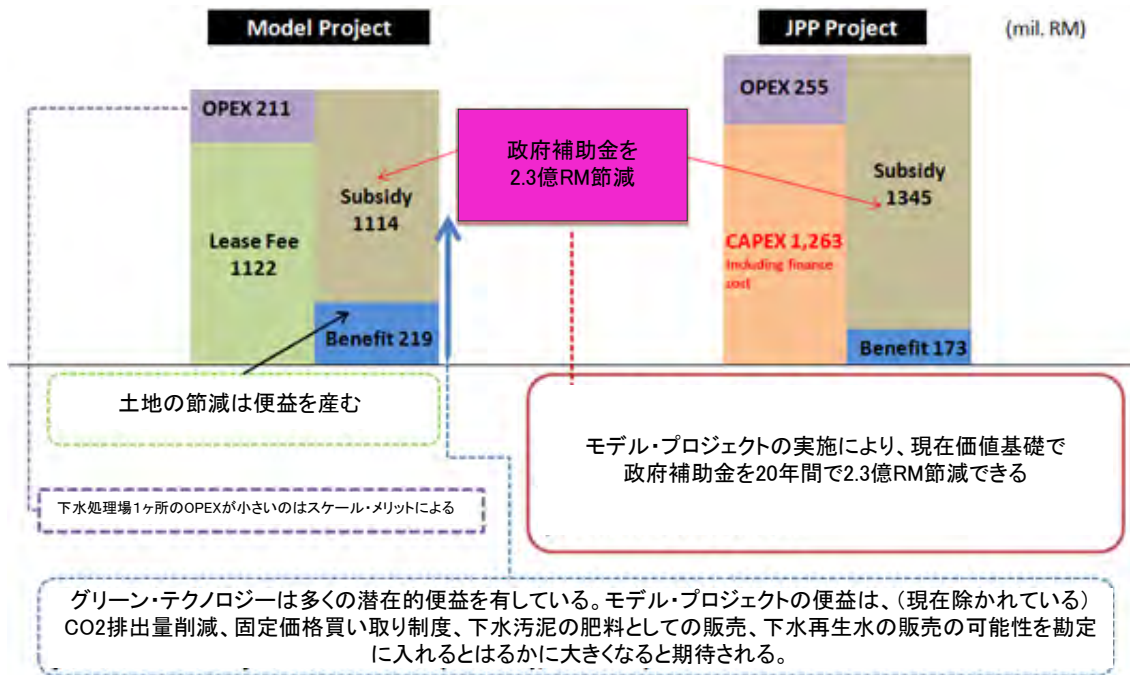 Model Project
JPP Project
(mil. RM)
OPEX 211
Lease Fee
1122
Subsidy
1114
Benefit 219
政府補助金を
2.3億RM節減
OPEX 255
CAPEX 1,263
Including finance
cost
Subsidy
1345
Benefit 173
土地の節減は便益を産む
モデル・プロジェクトの実施により、現在価値基礎で
政府補助金を20年間で2.3億RM節減できる
下水処理場1ヶ所のOPEXが小さいのはスケール・メリットによる
グリーン・テクノロジーは多くの潜在的便益を有している。モデル・プロジェクトの便益は、（現在除かれている）
CO2排出量削減、固定価格買い取り制度、下水汚泥の肥料としての販売、下水再生水の販売の可能性を勘定
に入れるとはるかに大きくなると期待される。